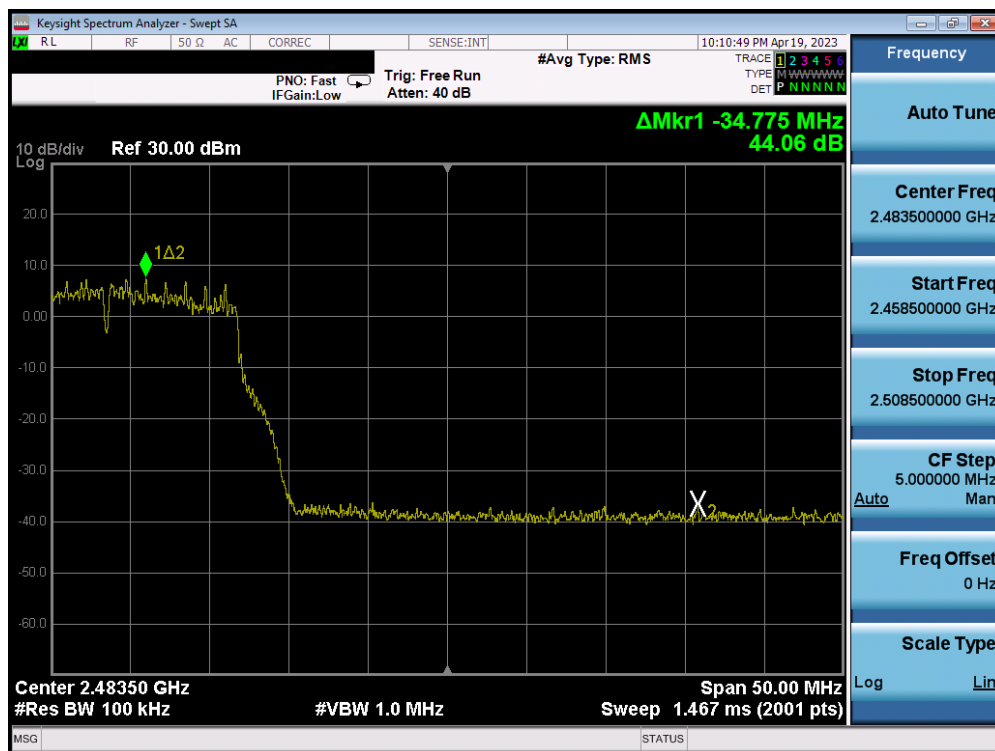 Keysight Spectrum Analyzer - Swept SA
LXI RL RF 50 Ω AC CORREC SENSE:INT 10:10:49 PM Apr 19, 2023
#Avg Type: RMS
TRACE 1 2 3 4 5 6
TYPE M W W W W W
DET P N N N N N
PNO: Fast
IFGain:Low
Trig: Free Run
Atten: 40 dB
ΔMkr1 -34.775 MHz
44.06 dB
10 dB/div
Log
Ref 30.00 dBm
20.0
10.0
0.00
-10.0
-20.0
-30.0
-40.0
-50.0
-60.0
1Δ2
X2
Center 2.48350 GHz
Span 50.00 MHz
#Res BW 100 kHz
#VBW 1.0 MHz
Sweep 1.467 ms (2001 pts)
MSG
STATUS
Frequency
Auto Tune
Center Freq
2.483500000 GHz
Start Freq
2.458500000 GHz
Stop Freq
2.508500000 GHz
CF Step
5.000000 MHz
Auto Man
Freq Offset
0 Hz
Scale Type
Log Lin